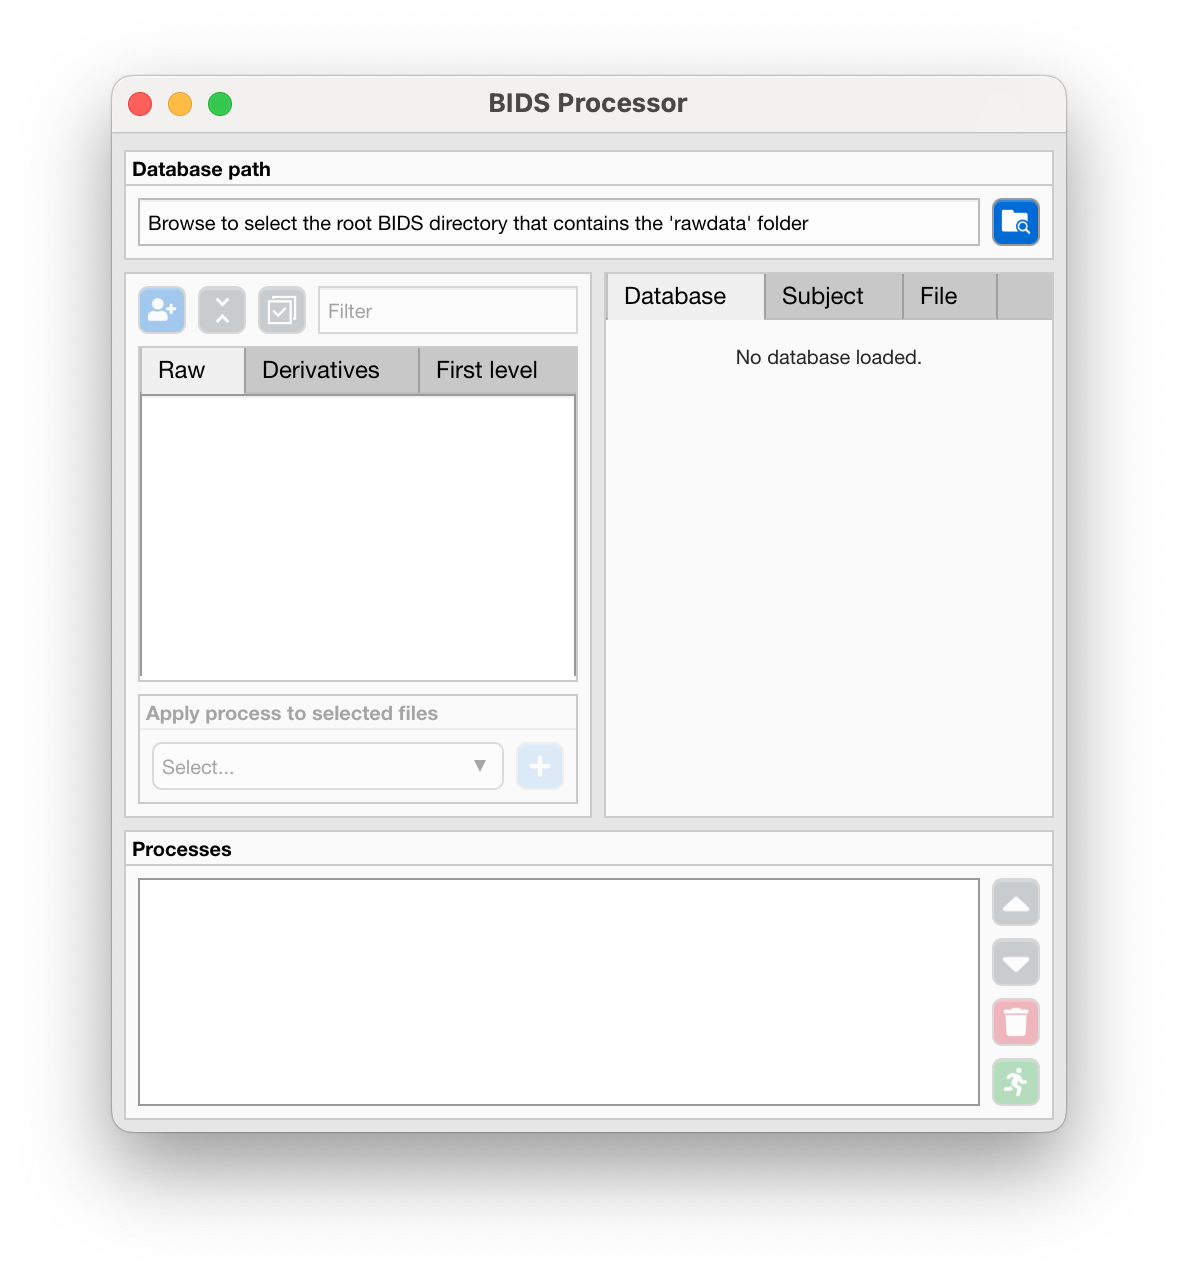 BIDS Processor
Database path
Browse to select the root BIDS directory that contains the 'rawdata' folder
Filter
Raw Derivatives First level
Apply process to selected files
Select...
Database Subject File
No database loaded.
Processes